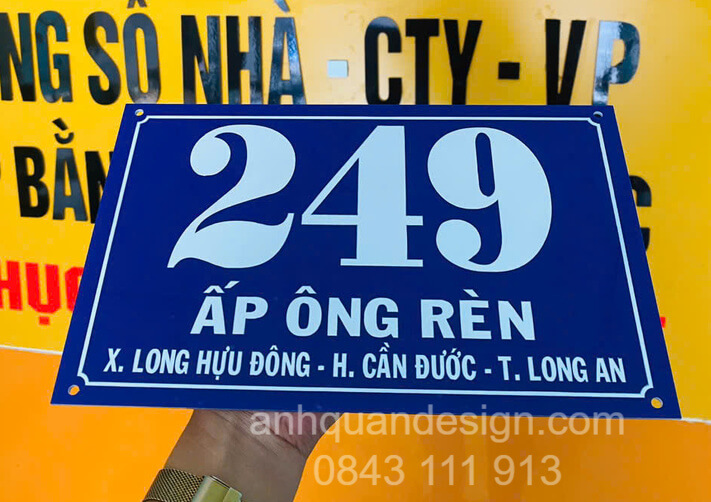 NG SỐ NHÀ - CTY - VP
BẰN
249
ẤP ÔNG RÈN
X. LONG HỰU ĐÔNG - H. CẦN ĐƯỚC - T. LONG AN
anhquandesign.com
0843 111 913